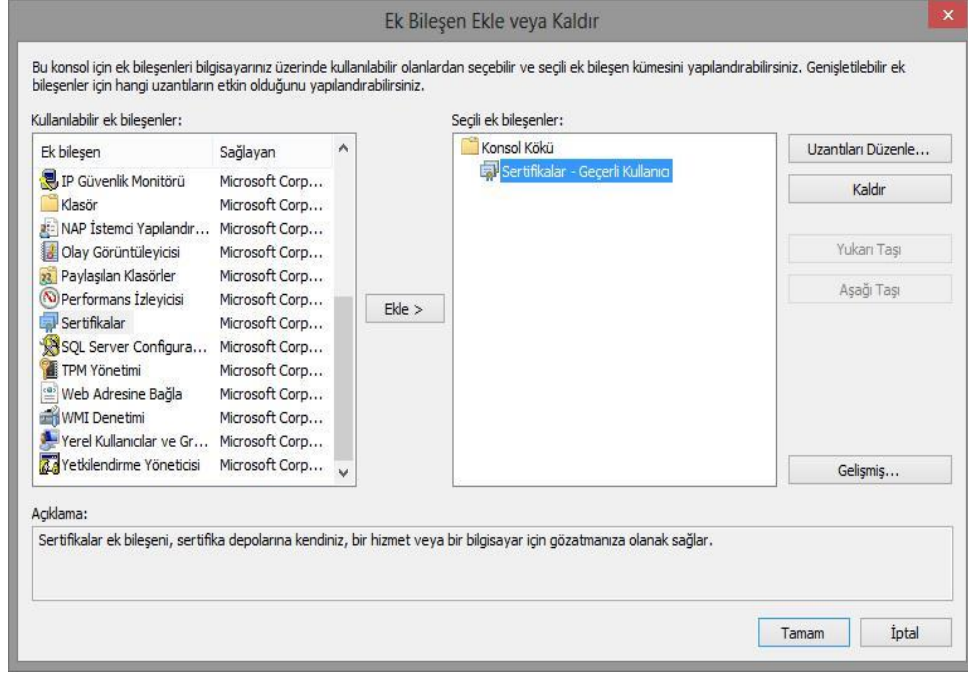 Ek Bileşen Ekle veya Kaldır
Bu konsol için ek bileşenleri bilgisayarınız üzerinde kullanılabilir olanlardan seçebilir ve seçili ek bileşen kümesini yapılandırabilirsiniz. Genişletilebilir ek
bileşenler için hangi uzantıların etkin olduğunu yapılandırabilirsiniz.
Kullanılabilir ek bileşenler:
Ek bileşen Sağlayan
IP Güvenlik Monitörü Microsoft Corp...
Klasör Microsoft Corp...
NAP İstemci Yapılandır... Microsoft Corp...
Olay Görüntüleyicisi Microsoft Corp...
Paylaşılan Klasörler Microsoft Corp...
Performans İzleyicisi Microsoft Corp...
Sertifikalar Microsoft Corp...
SQL Server Configura... Microsoft Corp...
TPM Yönetimi Microsoft Corp...
Web Adresine Bağla Microsoft Corp...
WMI Denetimi Microsoft Corp...
Yerel Kullanıcılar ve Gr... Microsoft Corp...
Yetkilendirme Yöneticisi Microsoft Corp...
Ekle >
Seçili ek bileşenler:
Konsol Kökü
Sertifikalar - Geçerli Kullanıcı
Uzantıları Düzenle...
Kaldır
Yukarı Taşı
Aşağı Taşı
Gelişmiş...
Açıklama:
Sertifikalar ek bileşeni, sertifika depolarına kendiniz, bir hizmet veya bir bilgisayar için gözatmanıza olanak sağlar.
Tamam
İptal